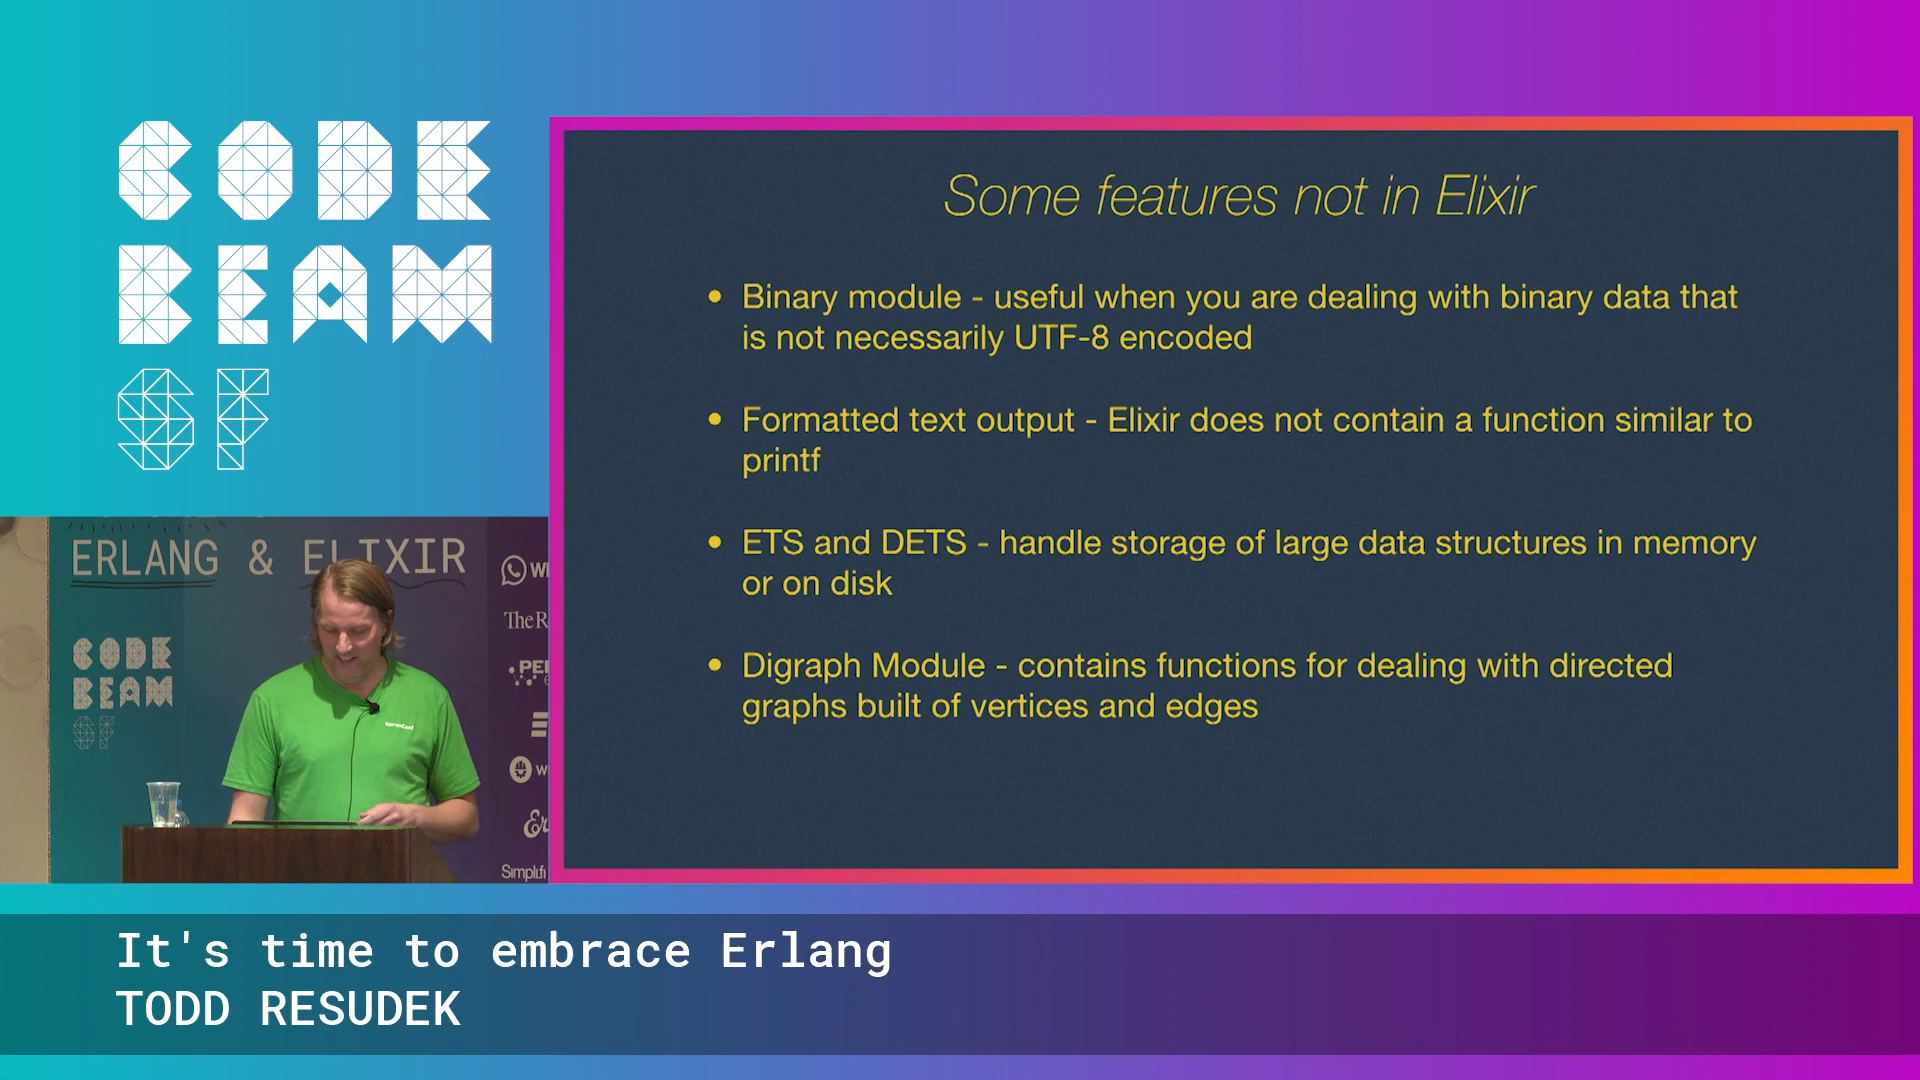 CODE
BEAM
SF
Some features not in Elixir
• Binary module - useful when you are dealing with binary data that
is not necessarily UTF-8 encoded
• Formatted text output - Elixir does not contain a function similar to
printf
• ETS and DETS - handle storage of large data structures in memory
or on disk
• Digraph Module - contains functions for dealing with directed
graphs built of vertices and edges
ERLANG & ELIXIR
CODE
BEAM
SF
The R
Simplifi
It's time to embrace Erlang
TODD RESUDEK